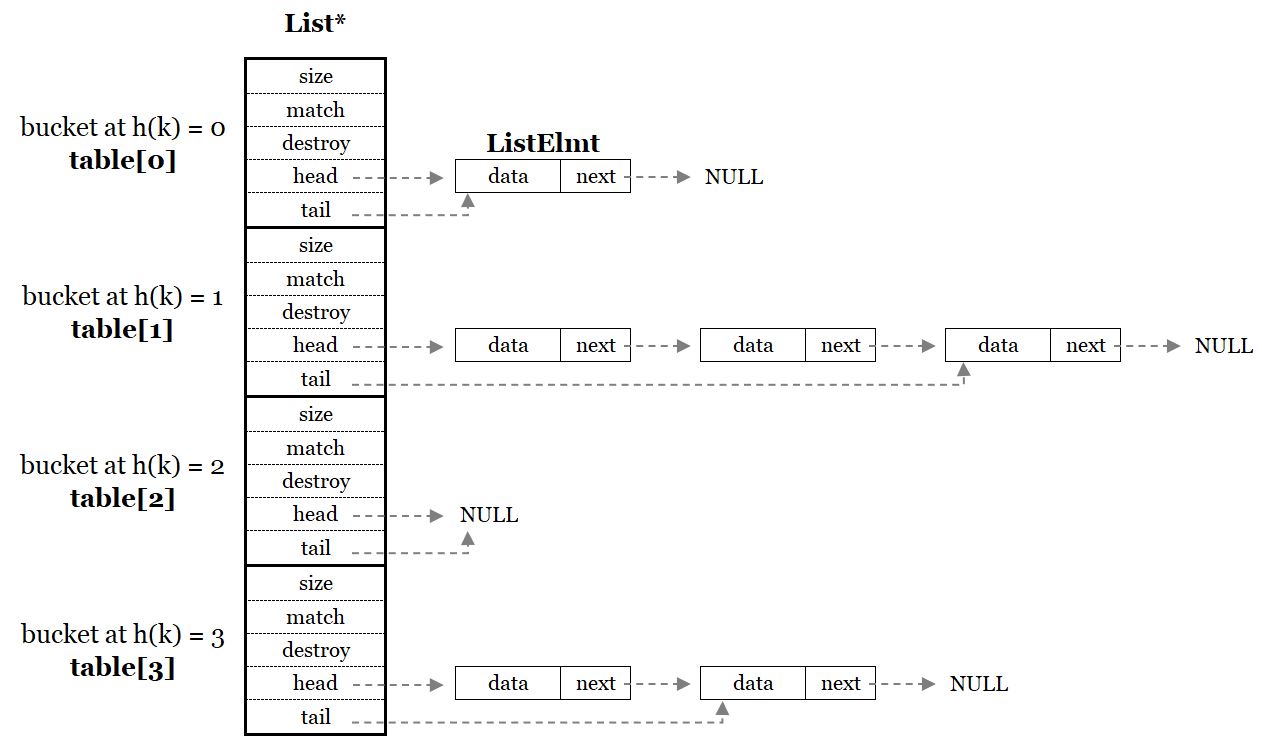 List*
size
match
bucket at h(k) = 0
destroy
ListElmt
table[0]
head
data next
NULL
tail
size
match
bucket at h(k) = 1
destroy
table[1]
head
data next
data next
data next
NULL
tail
size
match
bucket at h(k) = 2
destroy
table[2]
head
NULL
tail
size
match
bucket at h(k) = 3
destroy
table[3]
head
data next
data next
NULL
tail